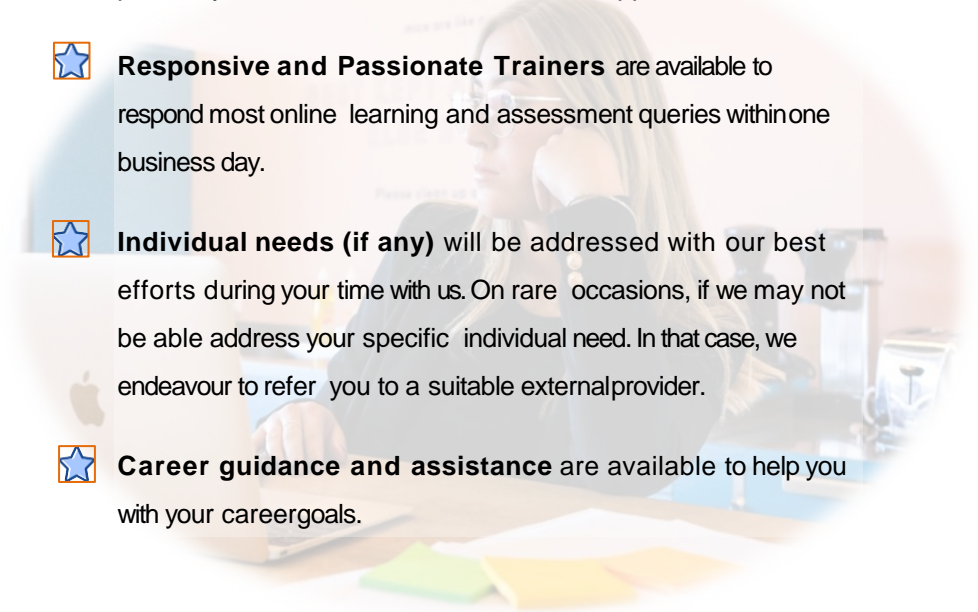 Responsive and Passionate Trainers are available to
respond most online learning and assessment queries withinone
business day.
Individual needs (if any) will be addressed with our best
efforts during your time with us. On rare occasions, if we may not
be able address your specific individual need. In that case, we
endeavour to refer you to a suitable externalprovider.
Career guidance and assistance are available to help you
with your careergoals.